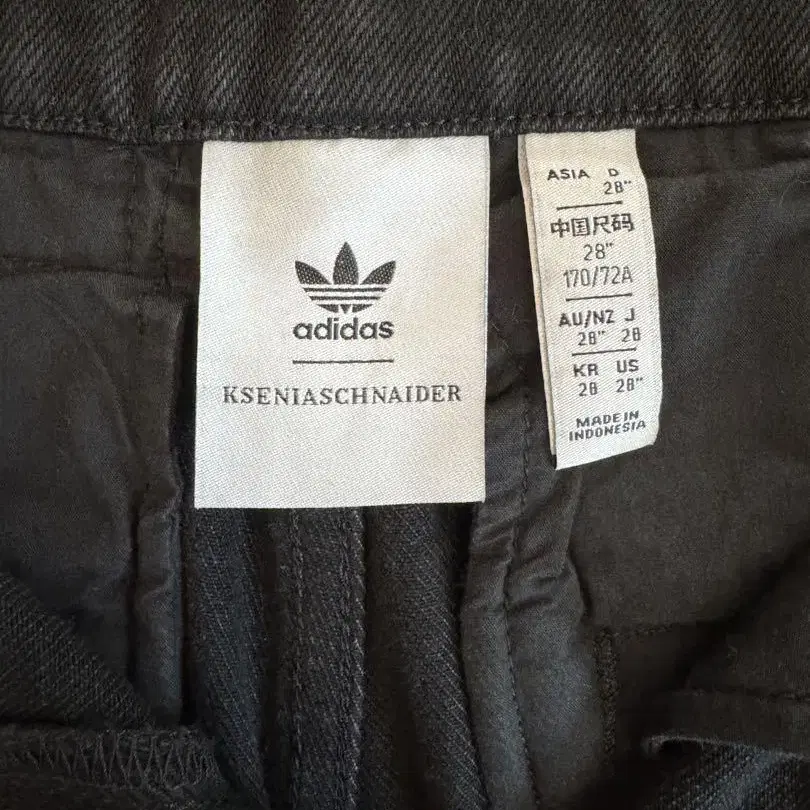 adidas
KSENIASCHNAIDER
ASIA D
28"
中国尺码
28"
170/72A
AU/NZ J
28" 28
KR US
28 28"
MADE IN
INDONESIA